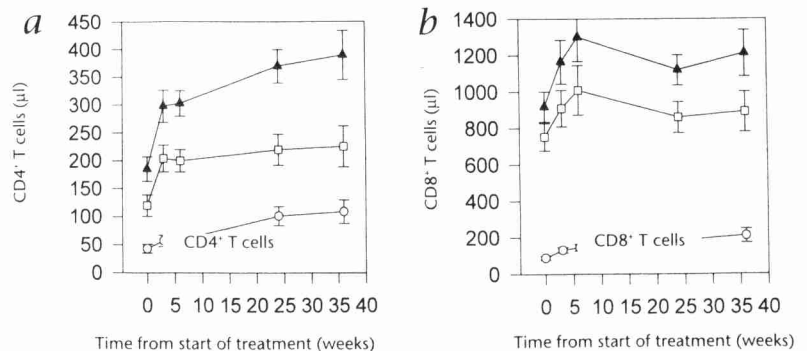 a
CD4⁺ T cells (µl)
450
400
350
300
250
200
150
100
50
0
CD4⁺ T cells
0 5 10 15 20 25 30 35 40
Time from start of treatment (weeks)
b
CD8⁺ T cells (µl)
1400
1200
1000
800
600
400
200
0
CD8⁺ T cells
0 5 10 15 20 25 30 35 40
Time from start of treatment (weeks)